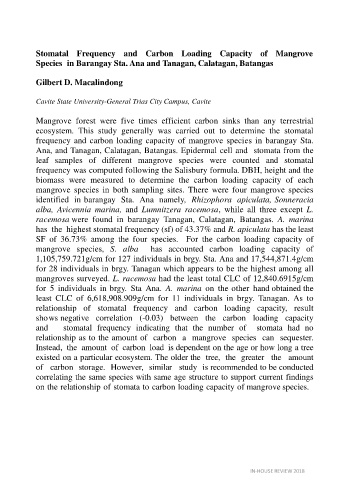 Stomatal Frequency and Carbon Loading Capacity of Mangrove
Species in Barangay Sta. Ana and Tanagan, Calatagan, Batangas
Gilbert D. Macalindong
Cavite State University-General Trias City Campus, Cavite
Mangrove forest were five times efficient carbon sinks than any terrestrial
ecosystem. This study generally was carried out to determine the stomatal
frequency and carbon loading capacity of mangrove species in barangay Sta.
Ana, and Tanagan, Calatagan, Batangas. Epidermal cell and stomata from the
leaf samples of different mangrove species were counted and stomatal
frequency was computed following the Salisbury formula. DBH, height and the
biomass were measured to determine the carbon loading capacity of each
mangrove species in both sampling sites. There were four mangrove species
identified in barangay Sta. Ana namely, Rhizophora apiculata, Sonneracia
alba, Avicennia marina, and Lumnitzera racemosa, while all three except L.
racemosa were found in barangay Tanagan, Calatagan, Batangas. A. marina
has the highest stomatal frequency (sf) of 43.37% and R. apiculata has the least
SF of 36.73% among the four species. For the carbon loading capacity of
mangrove species, S. alba has accounted carbon loading capacity of
1,105,759.721g/cm for 127 individuals in brgy. Sta. Ana and 17,544,871.4g/cm
for 28 individuals in brgy. Tanagan which appears to be the highest among all
mangroves surveyed. L. racemosa had the least total CLC of 12,840.6915g/cm
for 5 individuals in brgy. Sta Ana. A. marina on the other hand obtained the
least CLC of 6,618,908.909g/cm for 11 individuals in brgy. Tanagan. As to
relationship of stomatal frequency and carbon loading capacity, result
shows negative correlation (-0.03) between the carbon loading capacity
and stomatal frequency indicating that the number of stomata had no
relationship as to the amount of carbon a mangrove species can sequester.
Instead, the amount of carbon load is dependent on the age or how long a tree
existed on a particular ecosystem. The older the tree, the greater the amount
of carbon storage. However, similar study is recommended to be conducted
correlating the same species with same age structure to support current findings
on the relationship of stomata to carbon loading capacity of mangrove species.
IN-HOUSE REVIEW 2018